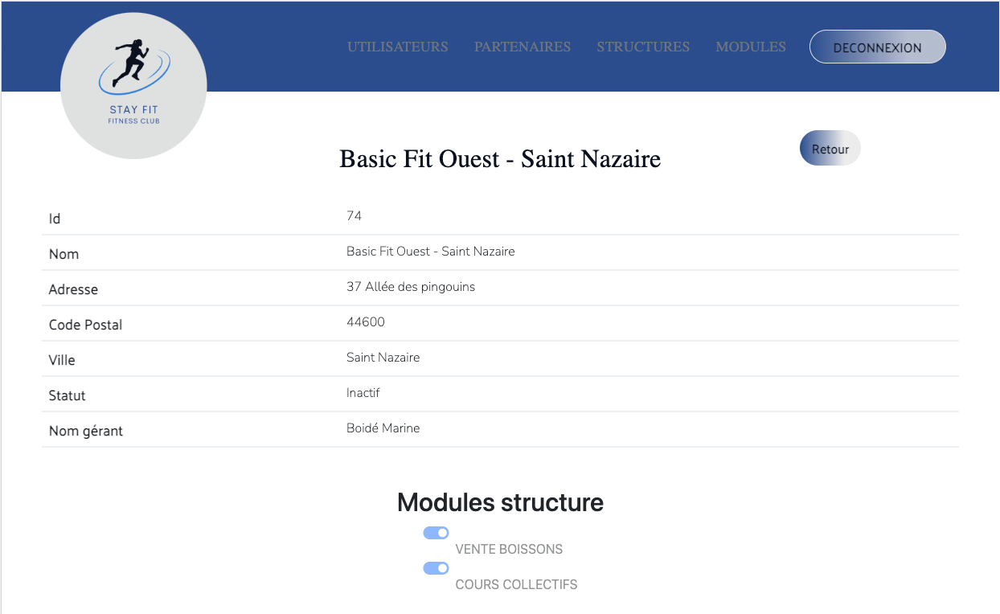 UTILISATEURS PARTENAIRES STRUCTURES MODULES DECONNEXION
STAY FIT
FITNESS CLUB
Basic Fit Ouest - Saint Nazaire
Retour
Id 74
Nom Basic Fit Ouest - Saint Nazaire
Adresse 37 Allée des pingouins
Code Postal 44600
Ville Saint Nazaire
Statut Inactif
Nom gérant Boidé Marine
Modules structure
VENTE BOISSONS
COURS COLLECTIFS